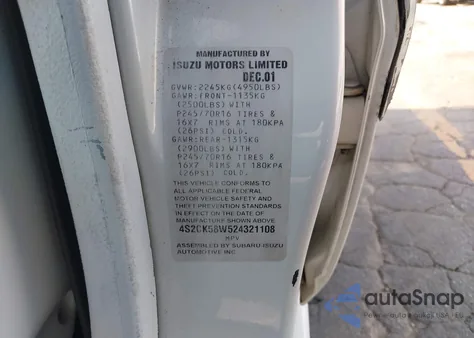 MANUFACTURED BY
ISUZU MOTORS LIMITED
DEC.01
GVWR:2245KG(4950LBS)
GAWR:FRONT-1135KG
(2500LBS)WITH
P245/70R16 TIRES &
16X7 RIMS AT 180KPA
(26PSI) COLD.
GAWR:REAR-1315KG
(2900LBS)WITH
P245/70R16 TIRES &
16X7 RIMS AT 180KPA
(26PSI) COLD.
THIS VEHICLE CONFORMS TO
ALL APPLICABLE FEDERAL
MOTOR VEHICLE SAFETY AND
THEFT PREVENTION STANDARDS
IN EFFECT ON THE DATE OF
MANUFACTURE SHOWN ABOVE.
4S2CK58W524321108
MPV
ASSEMBLED BY SUBARU-ISUZU
AUTOMOTIVE INC.
autoSnap